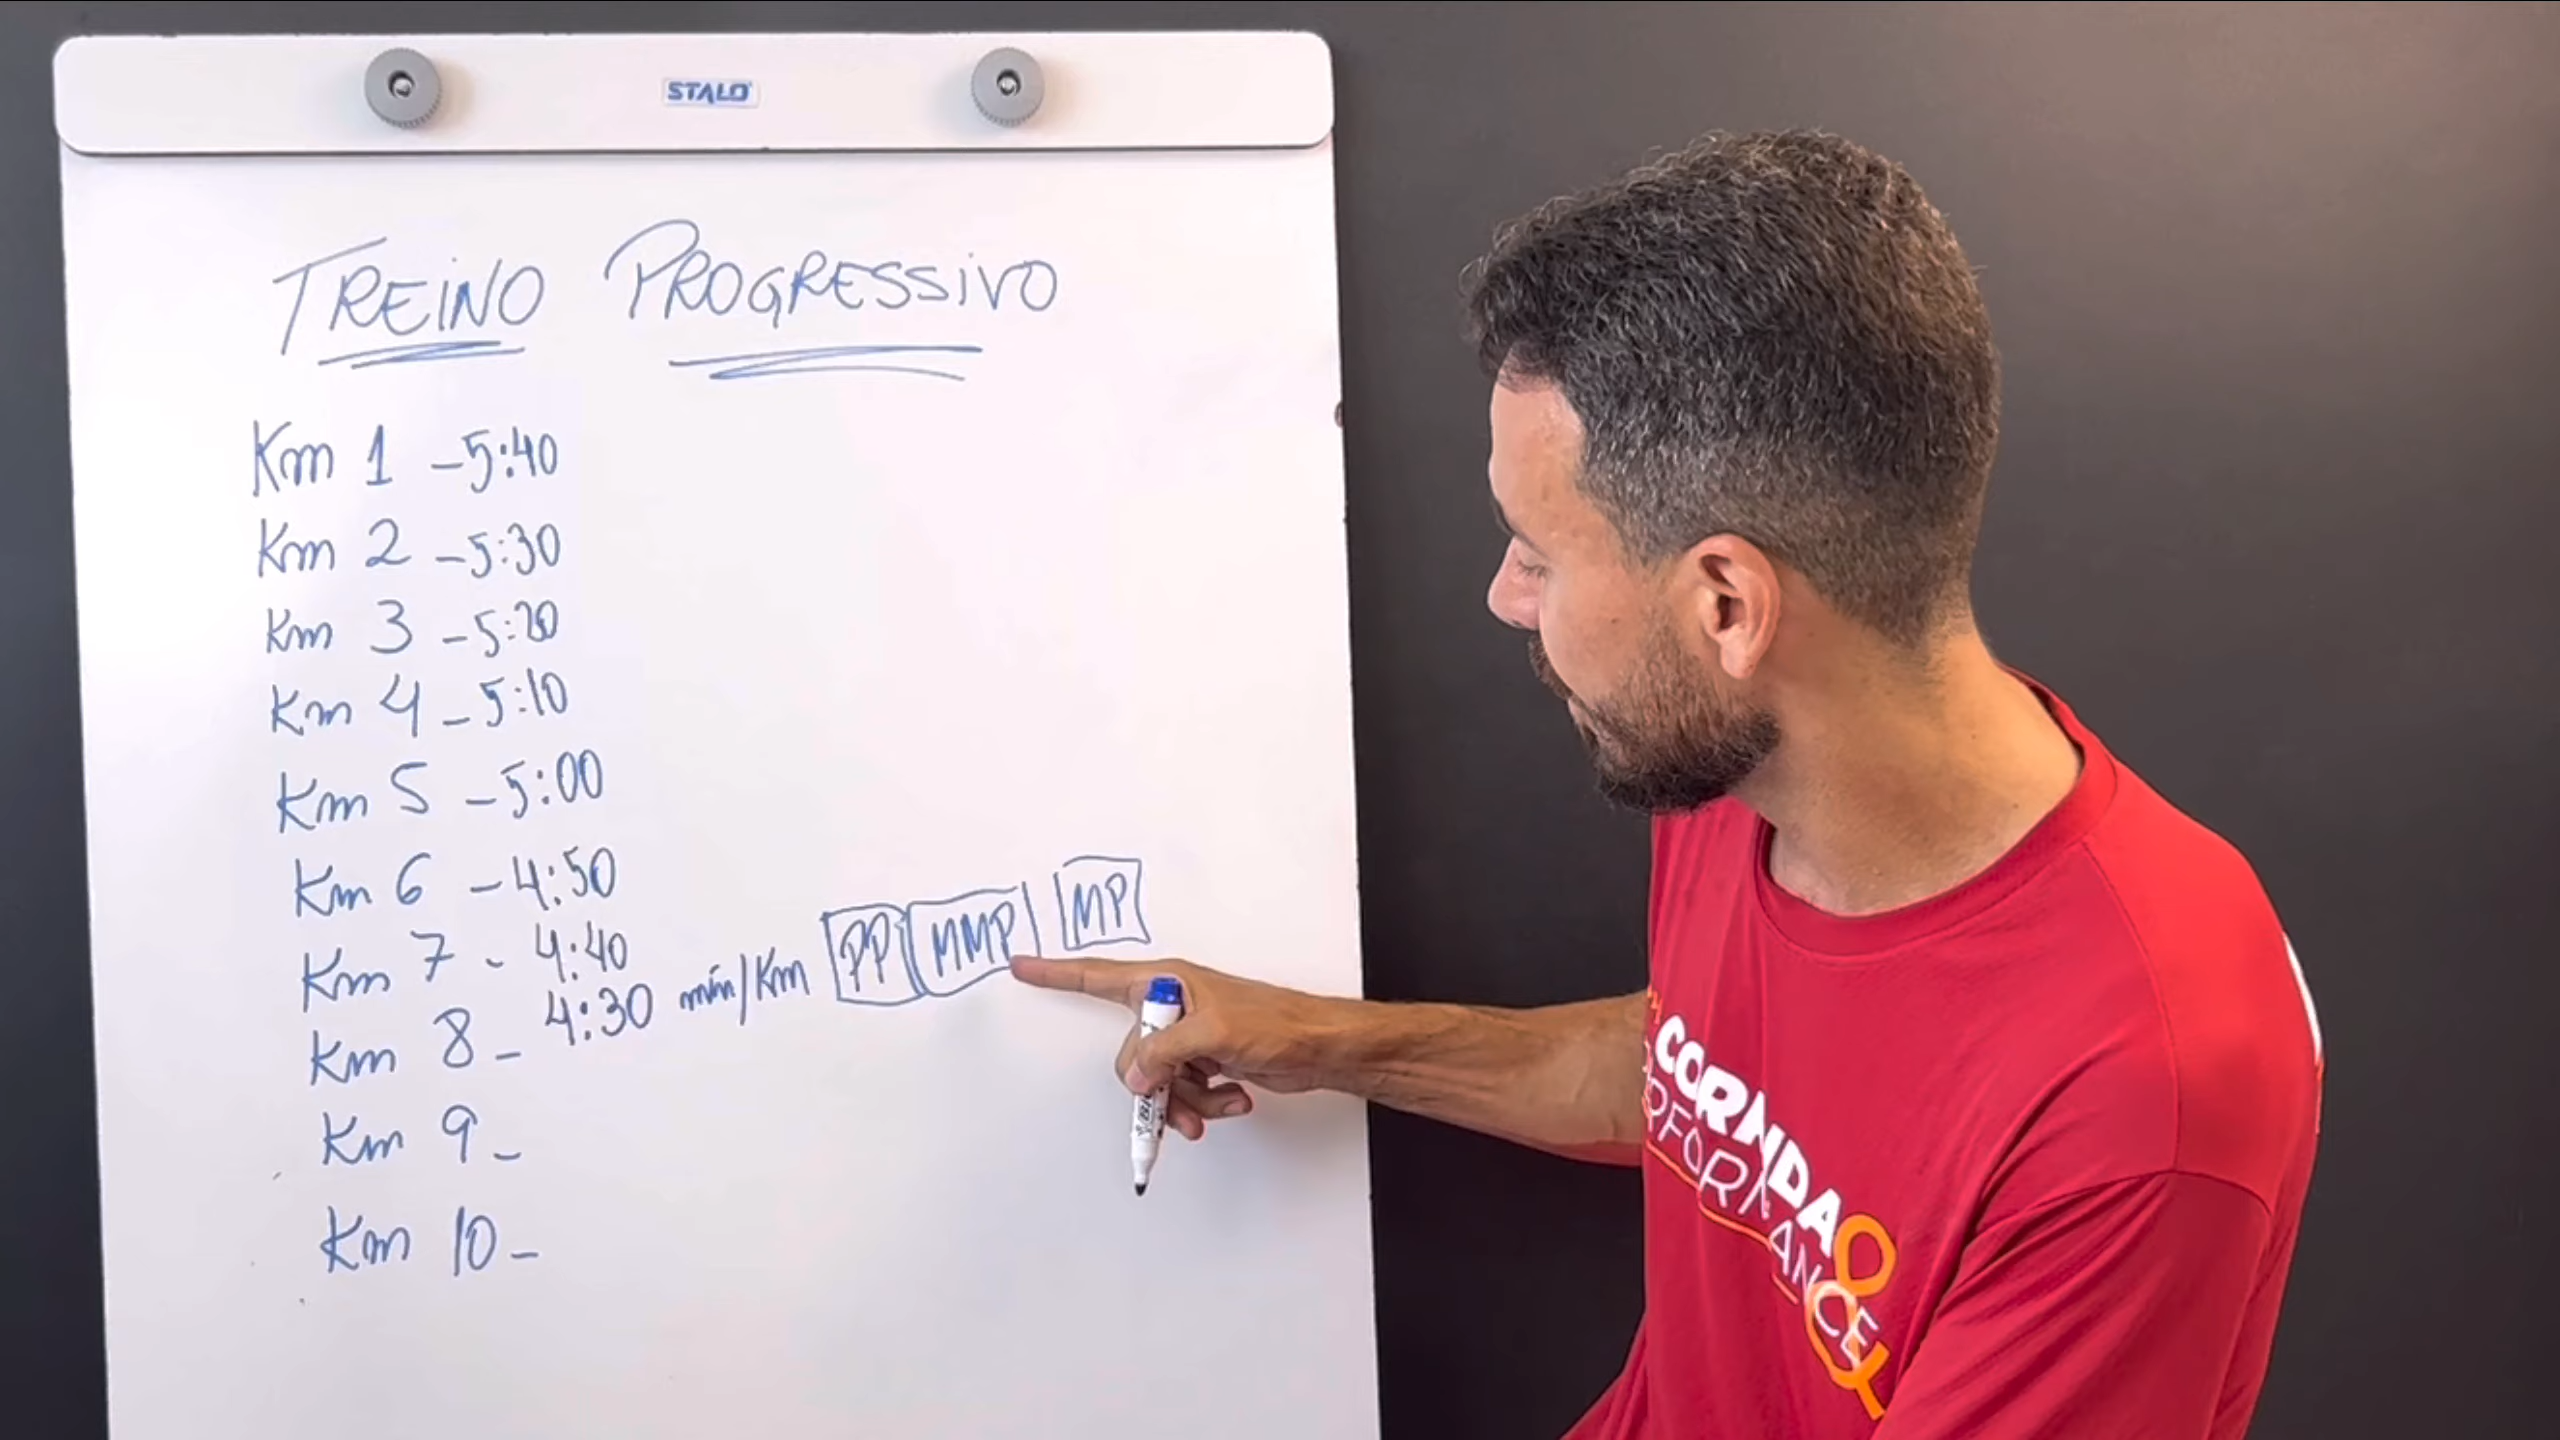 STALO
TREINO PROGRESSIVO
Km 1 - 5:40
Km 2 - 5:30
Km 3 - 5:20
Km 4 - 5:10
Km 5 - 5:00
Km 6 - 4:50
Km 7 - 4:40
Km 8 - 4:30 min/Km PP MMP MP
Km 9 -
Km 10 -
CORRIDA
PERFORMANCE